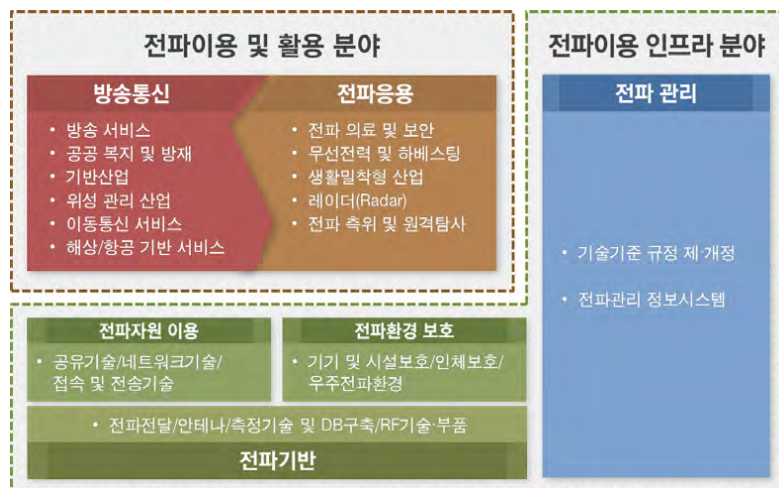 전파이용 및 활용 분야
방송통신
• 방송 서비스
• 공공 복지 및 방재
• 기반산업
• 위성 관리 산업
• 이동통신 서비스
• 해상/항공 기반 서비스
전파응용
• 전파 의료 및 보안
• 무선전력 및 하베스팅
• 생활밀착형 산업
• 레이더(Radar)
• 전파 측위 및 원격탐사
전파이용 인프라 분야
전파 관리
• 기술기준 규정 제·개정
• 전파관리 정보시스템
전파자원 이용
• 공유기술/네트워크기술/
접속 및 전송기술
전파환경 보호
• 기기 및 시설보호/인체보호/
우주전파환경
• 전파전달/안테나/측정기술 및 DB구축/RF기술·부품
전파기반